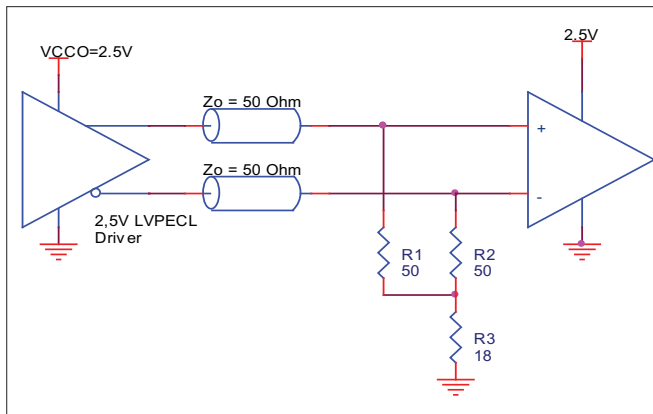 VCCO=2.5V
2.5V
Zo = 50 Ohm
+
Zo = 50 Ohm
-
2,5V LVPECL
Driver
R1
50
R2
50
R3
18